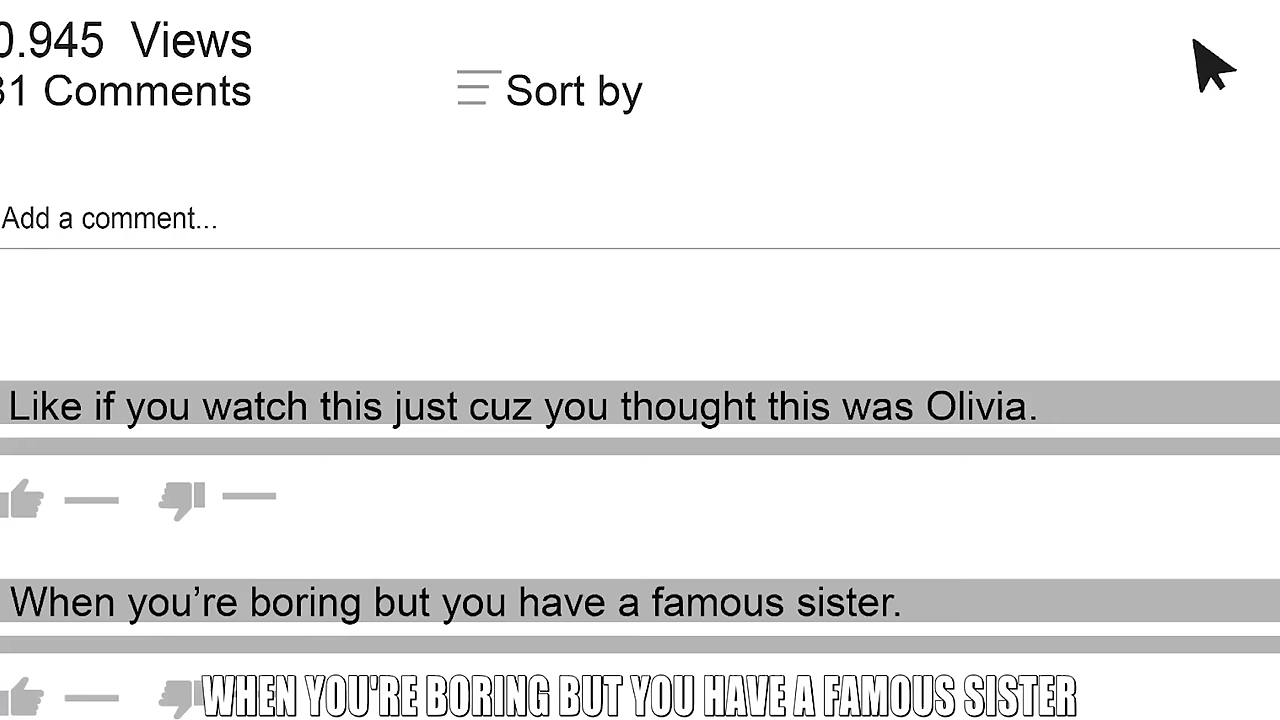 0.945 Views
31 Comments
Sort by
Add a comment...
Like if you watch this just cuz you thought this was Olivia.
When you’re boring but you have a famous sister.
WHEN YOU'RE BORING BUT YOU HAVE A FAMOUS SISTER